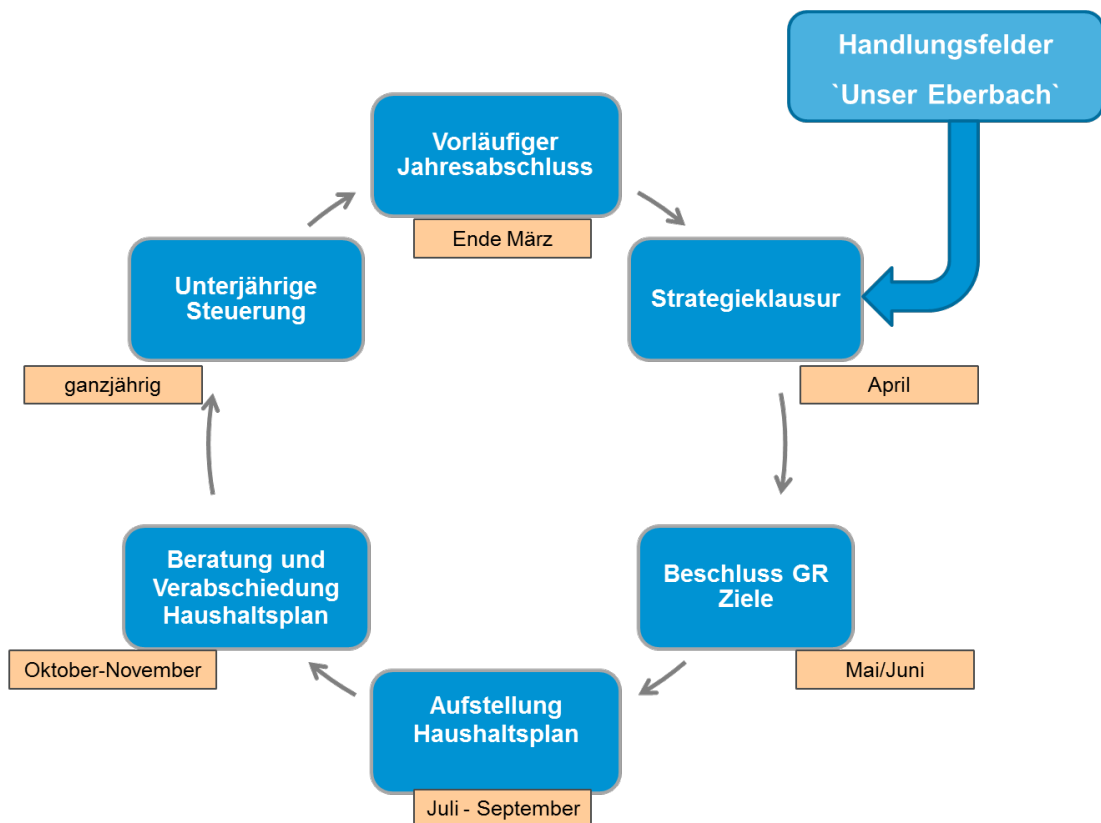 Handlungsfelder
`Unser Eberbach`
Vorläufiger
Jahresabschluss
Ende März
Strategieklausur
April
Beschluss GR
Ziele
Mai/Juni
Aufstellung
Haushaltsplan
Juli - September
Beratung und
Verabschiedung
Haushaltsplan
Oktober-November
Unterjährige
Steuerung
ganzjährig